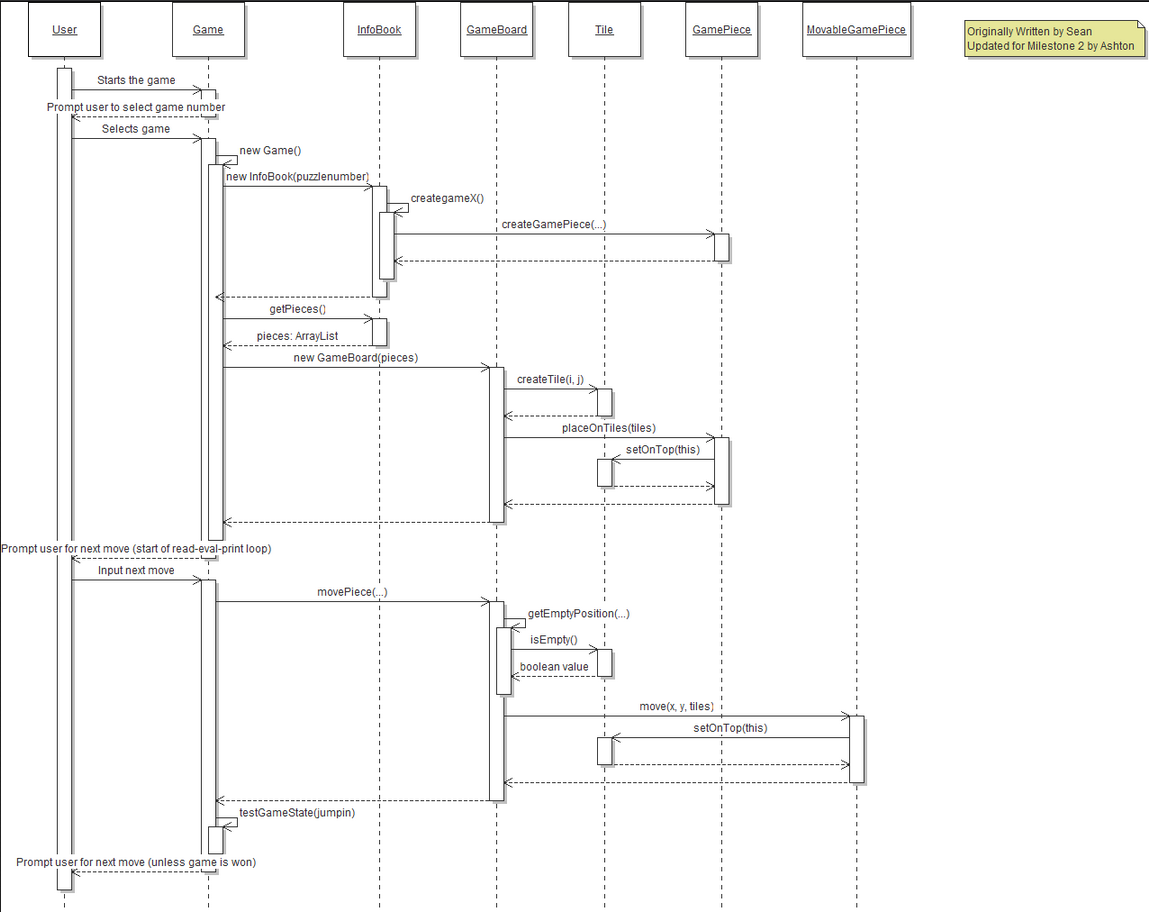 User
Game
InfoBook
GameBoard
Tile
GamePiece
MovableGamePiece
Originally Written by Sean
Updated for Milestone 2 by Ashton
Starts the game
Prompt user to select game number
Selects game
new Game()
new InfoBook(puzzlenumber)
creategameX()
createGamePiece(...)
getPieces()
pieces: ArrayList
new GameBoard(pieces)
createTile(i, j)
placeOnTiles(tiles)
setOnTop(this)
Prompt user for next move (start of read-eval-print loop)
Input next move
movePiece(...)
getEmptyPosition(...)
isEmpty()
boolean value
move(x, y, tiles)
setOnTop(this)
testGameState(jumpin)
Prompt user for next move (unless game is won)